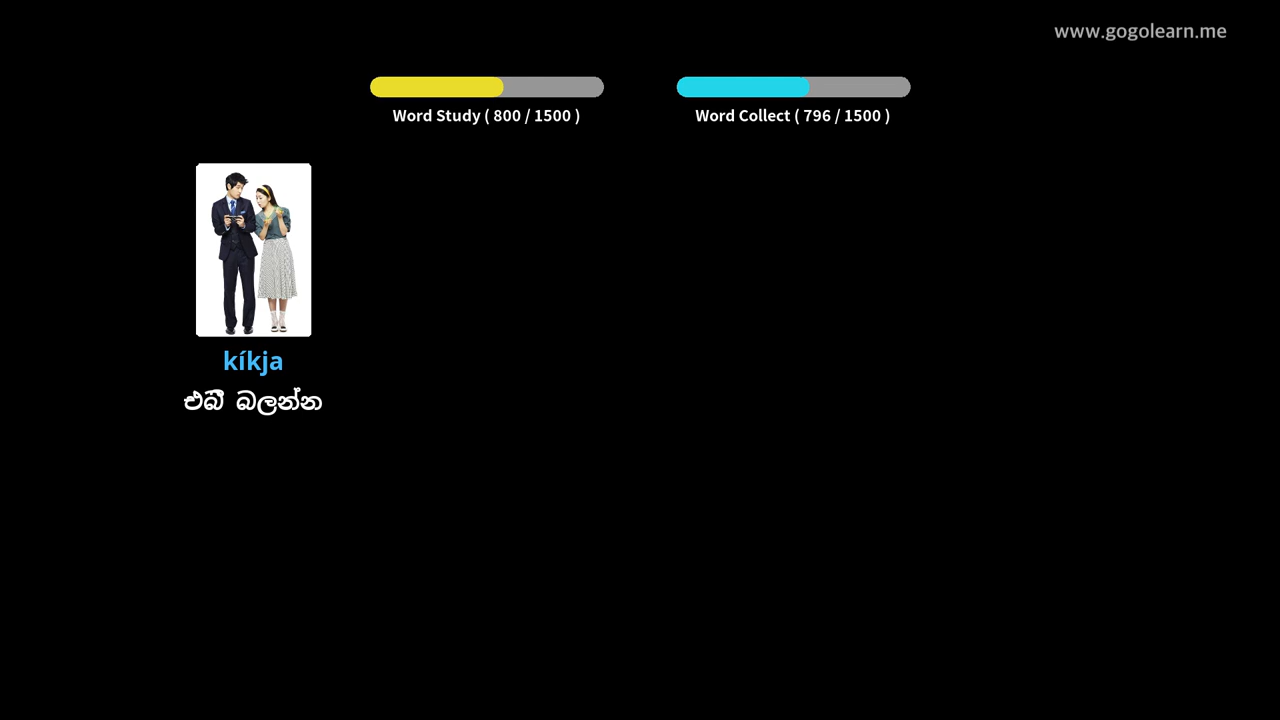 www.gogolearn.me
Word Study ( 800 / 1500 )
Word Collect ( 796 / 1500 )
kíkja
එබී බලන්න